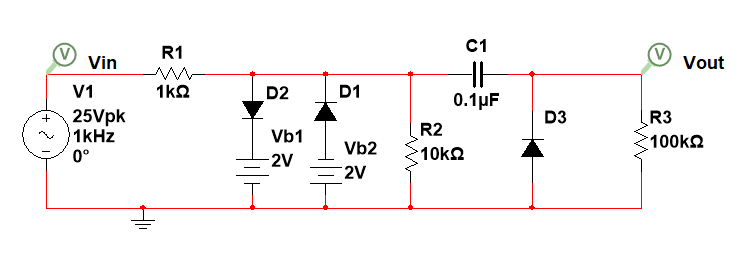 V
Vin
R1
1kΩ
V1
25Vpk
1kHz
0°
D2
D1
Vb1
2V
Vb2
2V
R2
10kΩ
C1
0.1µF
D3
V
Vout
R3
100kΩ